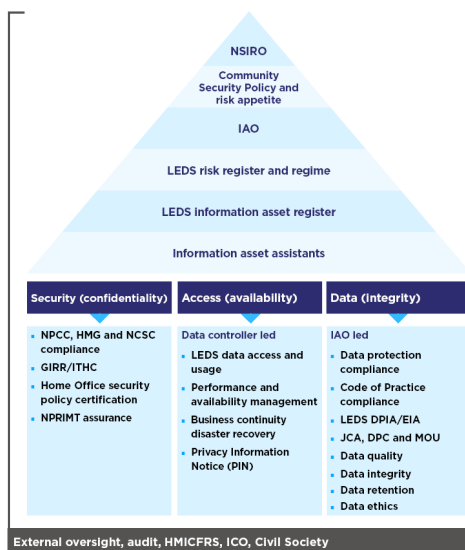 NSIRO
Community
Security Policy and
risk appetite
IAO
LEDS risk register and regime
LEDS information asset register
Information asset assistants
Security (confidentiality)
NPCC, HMG and NCSC
compliance
GIRR/ITHC
Home Office security
policy certification
NPRIMT assurance
Access (availability)
Data controller led
LEDS data access and
usage
Performance and
availability management
Business continuity
disaster recovery
Privacy Information
Notice (PIN)
Data (integrity)
IAO led
Data protection
compliance
Code of Practice
compliance
LEDS DPIA/EIA
JCA, DPC and MOU
Data quality
Data integrity
Data retention
Data ethics
External oversight, audit, HMICFRS, ICO, Civil Society